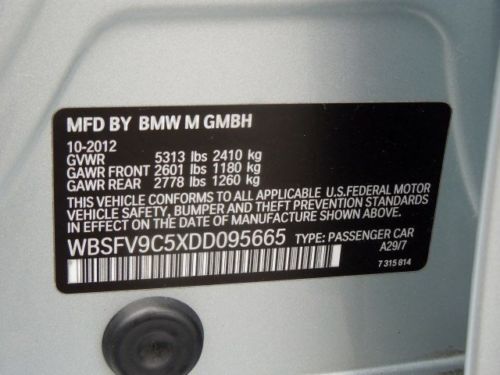 MFD BY BMW M GMBH
10-2012
GVWR 5313 lbs 2410 kg
GAWR FRONT 2601 lbs 1180 kg
GAWR REAR 2778 lbs 1260 kg
THIS VEHICLE CONFORMS TO ALL APPLICABLE U.S.FEDERAL MOTOR
VEHICLE SAFETY, BUMPER, AND THEFT PREVENTION STANDARDS
IN EFFECT ON THE DATE OF MANUFACTURE SHOWN ABOVE.
WBSFV9C5XDD095665 TYPE: PASSENGER CAR
A29/7
7 315 814